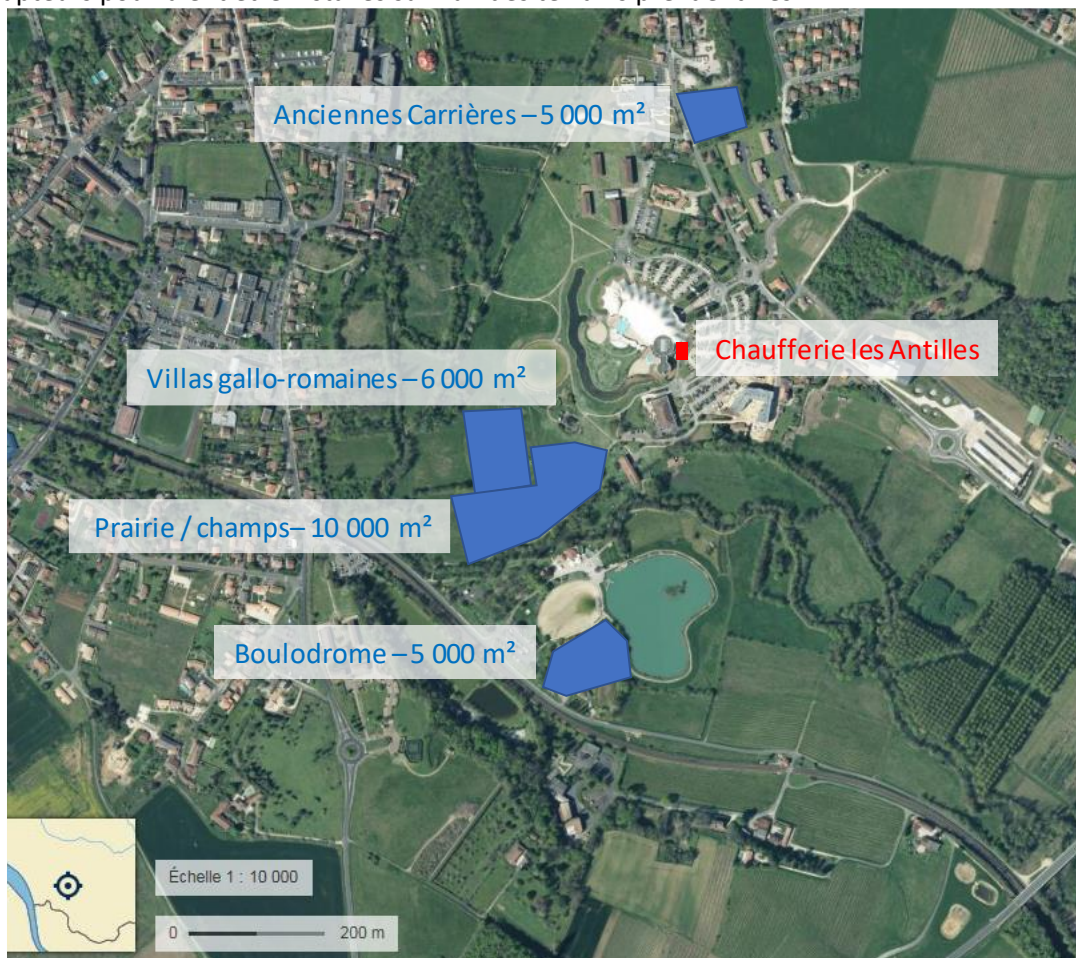 Anciennes Carrières – 5 000 m²
Chaufferie les Antilles
Villas gallo-romaines – 6 000 m²
Prairie / champs– 10 000 m²
Boulodrome – 5 000 m²
Échelle 1 : 10 000
0 200 m